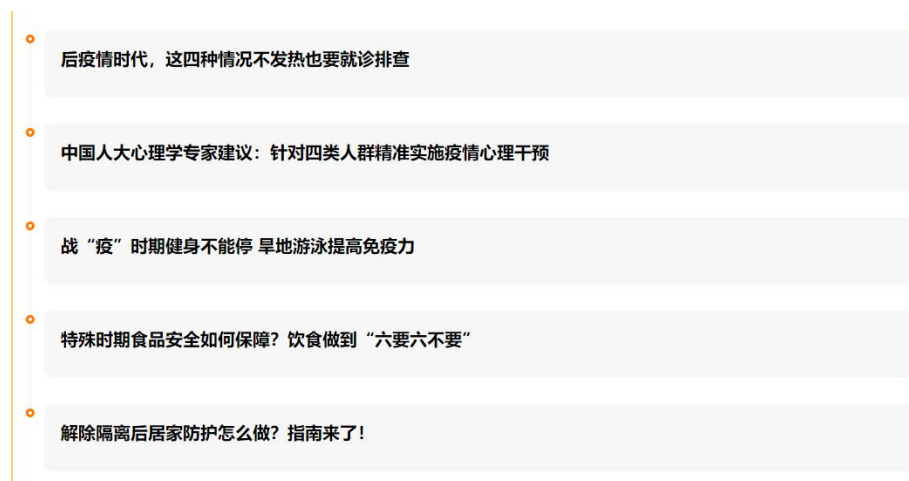 后疫情时代，这四种情况不发热也要就诊排查
中国人大心理学专家建议：针对四类人群精准实施疫情心理干预
战“疫”时期健身不能停 旱地游泳提高免疫力
特殊时期食品安全如何保障？饮食做到“六要六不要”
解除隔离后居家防护怎么做？指南来了！